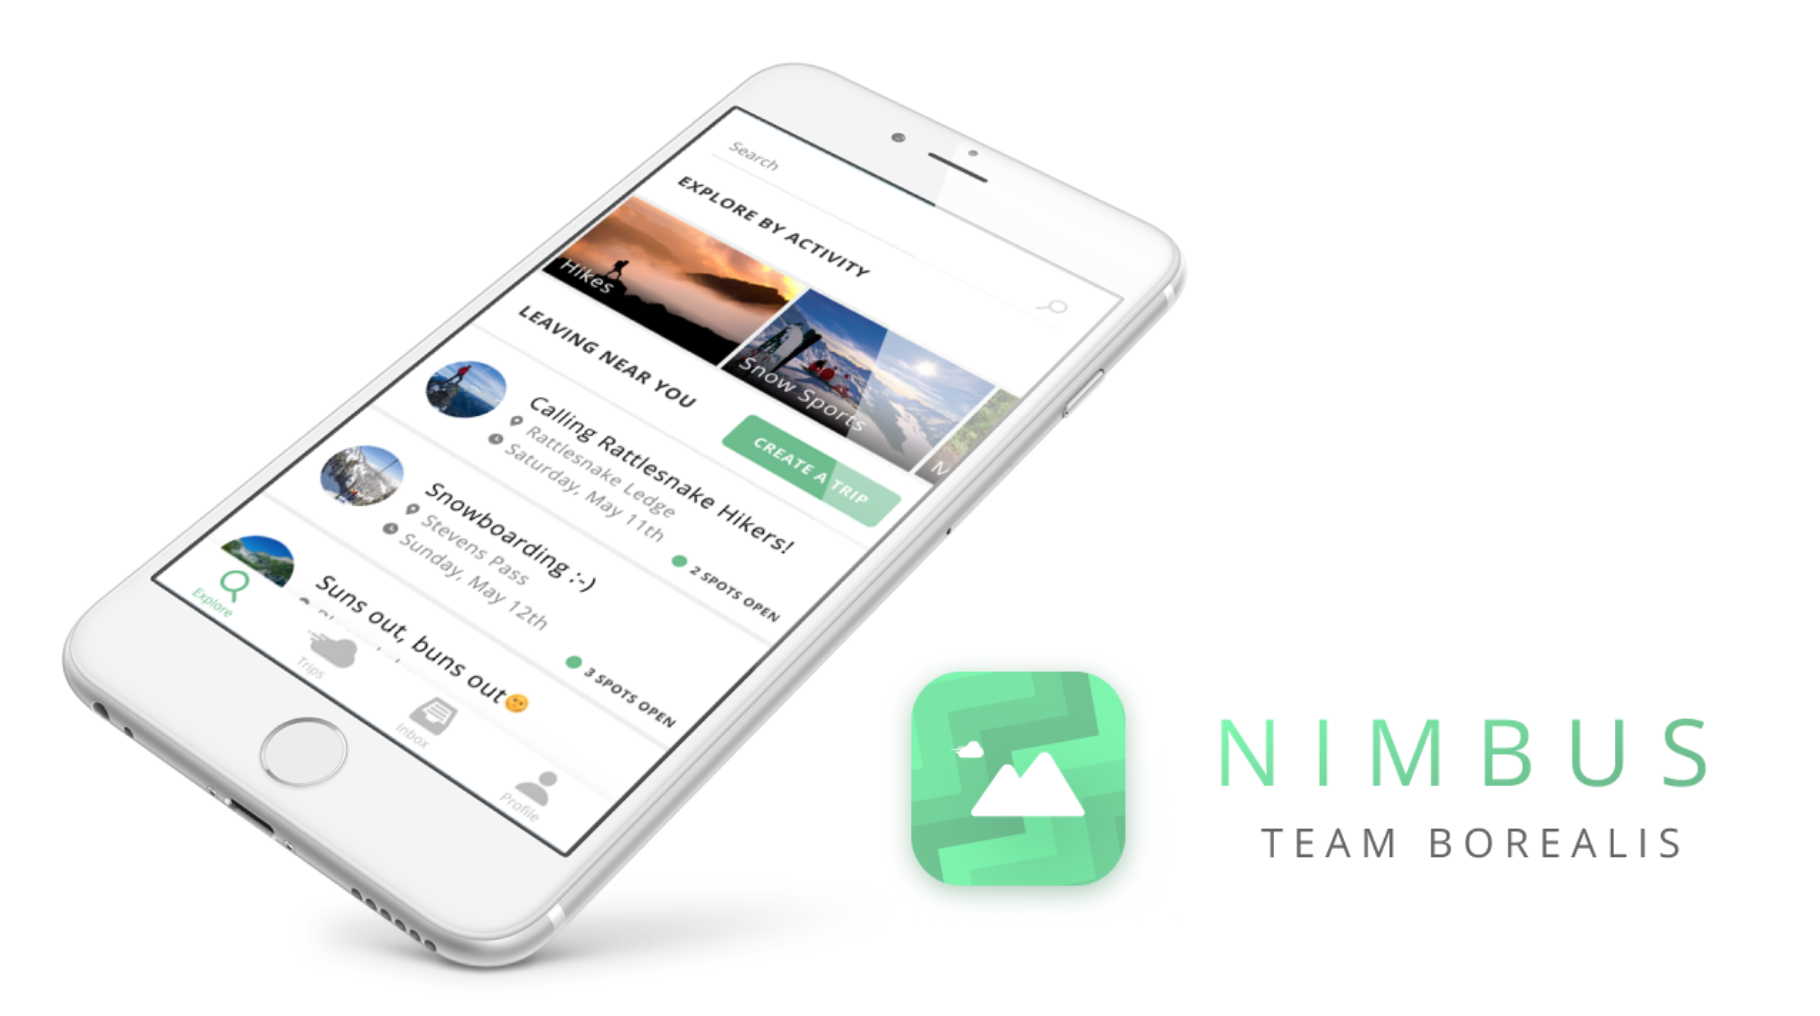 Search
EXPLORE BY ACTIVITY
Hikes
Snow Sports
LEAVING NEAR YOU
CREATE A TRIP
Calling Rattlesnake Hikers!
Rattlesnake Ledge
Saturday, May 11th
2 SPOTS OPEN
Snowboarding :-)
Stevens Pass
Sunday, May 12th
3 SPOTS OPEN
Suns out, buns out🙂
Explore
Trips
Inbox
Profile
NIMBUS
TEAM BOREALIS